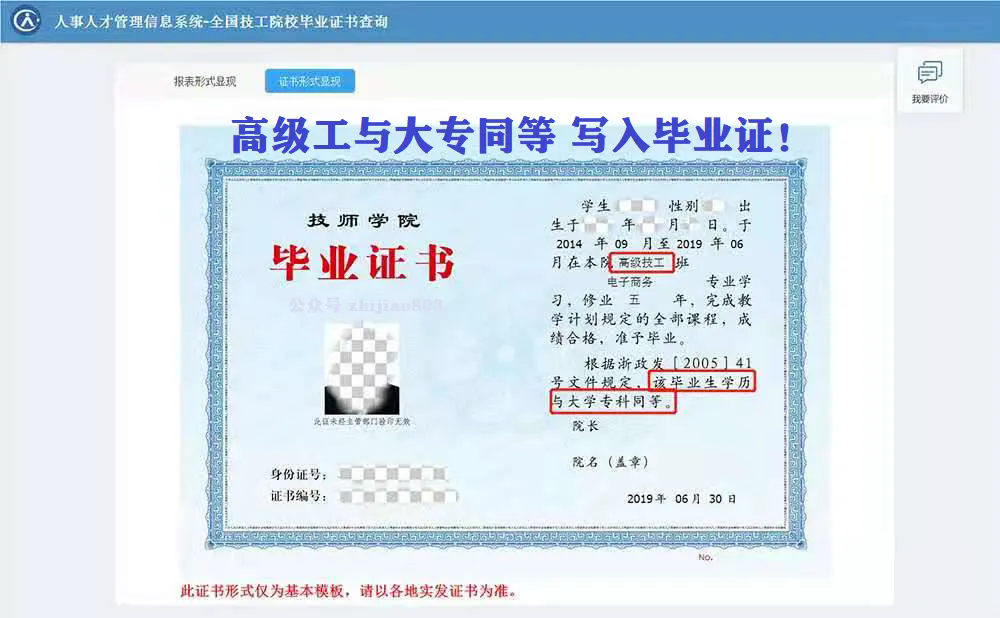 人事人才管理信息系统-全国技工院校毕业证书查询
报表形式显现
证书形式显现
我要评价
高级工与大专同等 写入毕业证！
技师学院
毕业证书
公众号 zhijiao893
此证未经主管部门验印无效
身份证号：
证书编号：
学生 性别 出
生于 年 月 日。于
2014 年 09 月至 2019 年 06
月在本院 高级技工 班
电子商务 专业学
习，修业 五 年，完成教
学计划规定的全部课程，成
绩合格，准予毕业。
根据浙政发［2005］41
号文件规定，该毕业生学历
与大学专科同等。
院长
院名（盖章）
2019 年 06 月 30 日
No.
此证书形式仅为基本模板，请以各地实发证书为准。